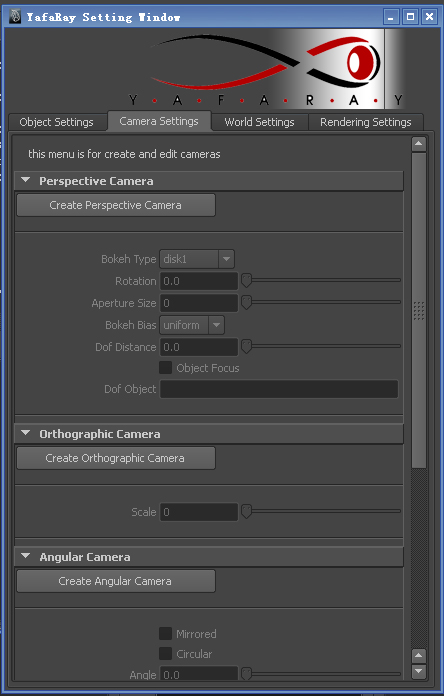 YafaRay Setting Window
Y · A · F · A · R · A · Y
Object Settings Camera Settings World Settings Rendering Settings
this menu is for create and edit cameras
Perspective Camera
Create Perspective Camera
Bokeh Type disk1
Rotation 0.0
Aperture Size 0
Bokeh Bias uniform
Dof Distance 0.0
Object Focus
Dof Object
Orthographic Camera
Create Orthographic Camera
Scale 0
Angular Camera
Create Angular Camera
Mirrored
Circular
Angle 0.0